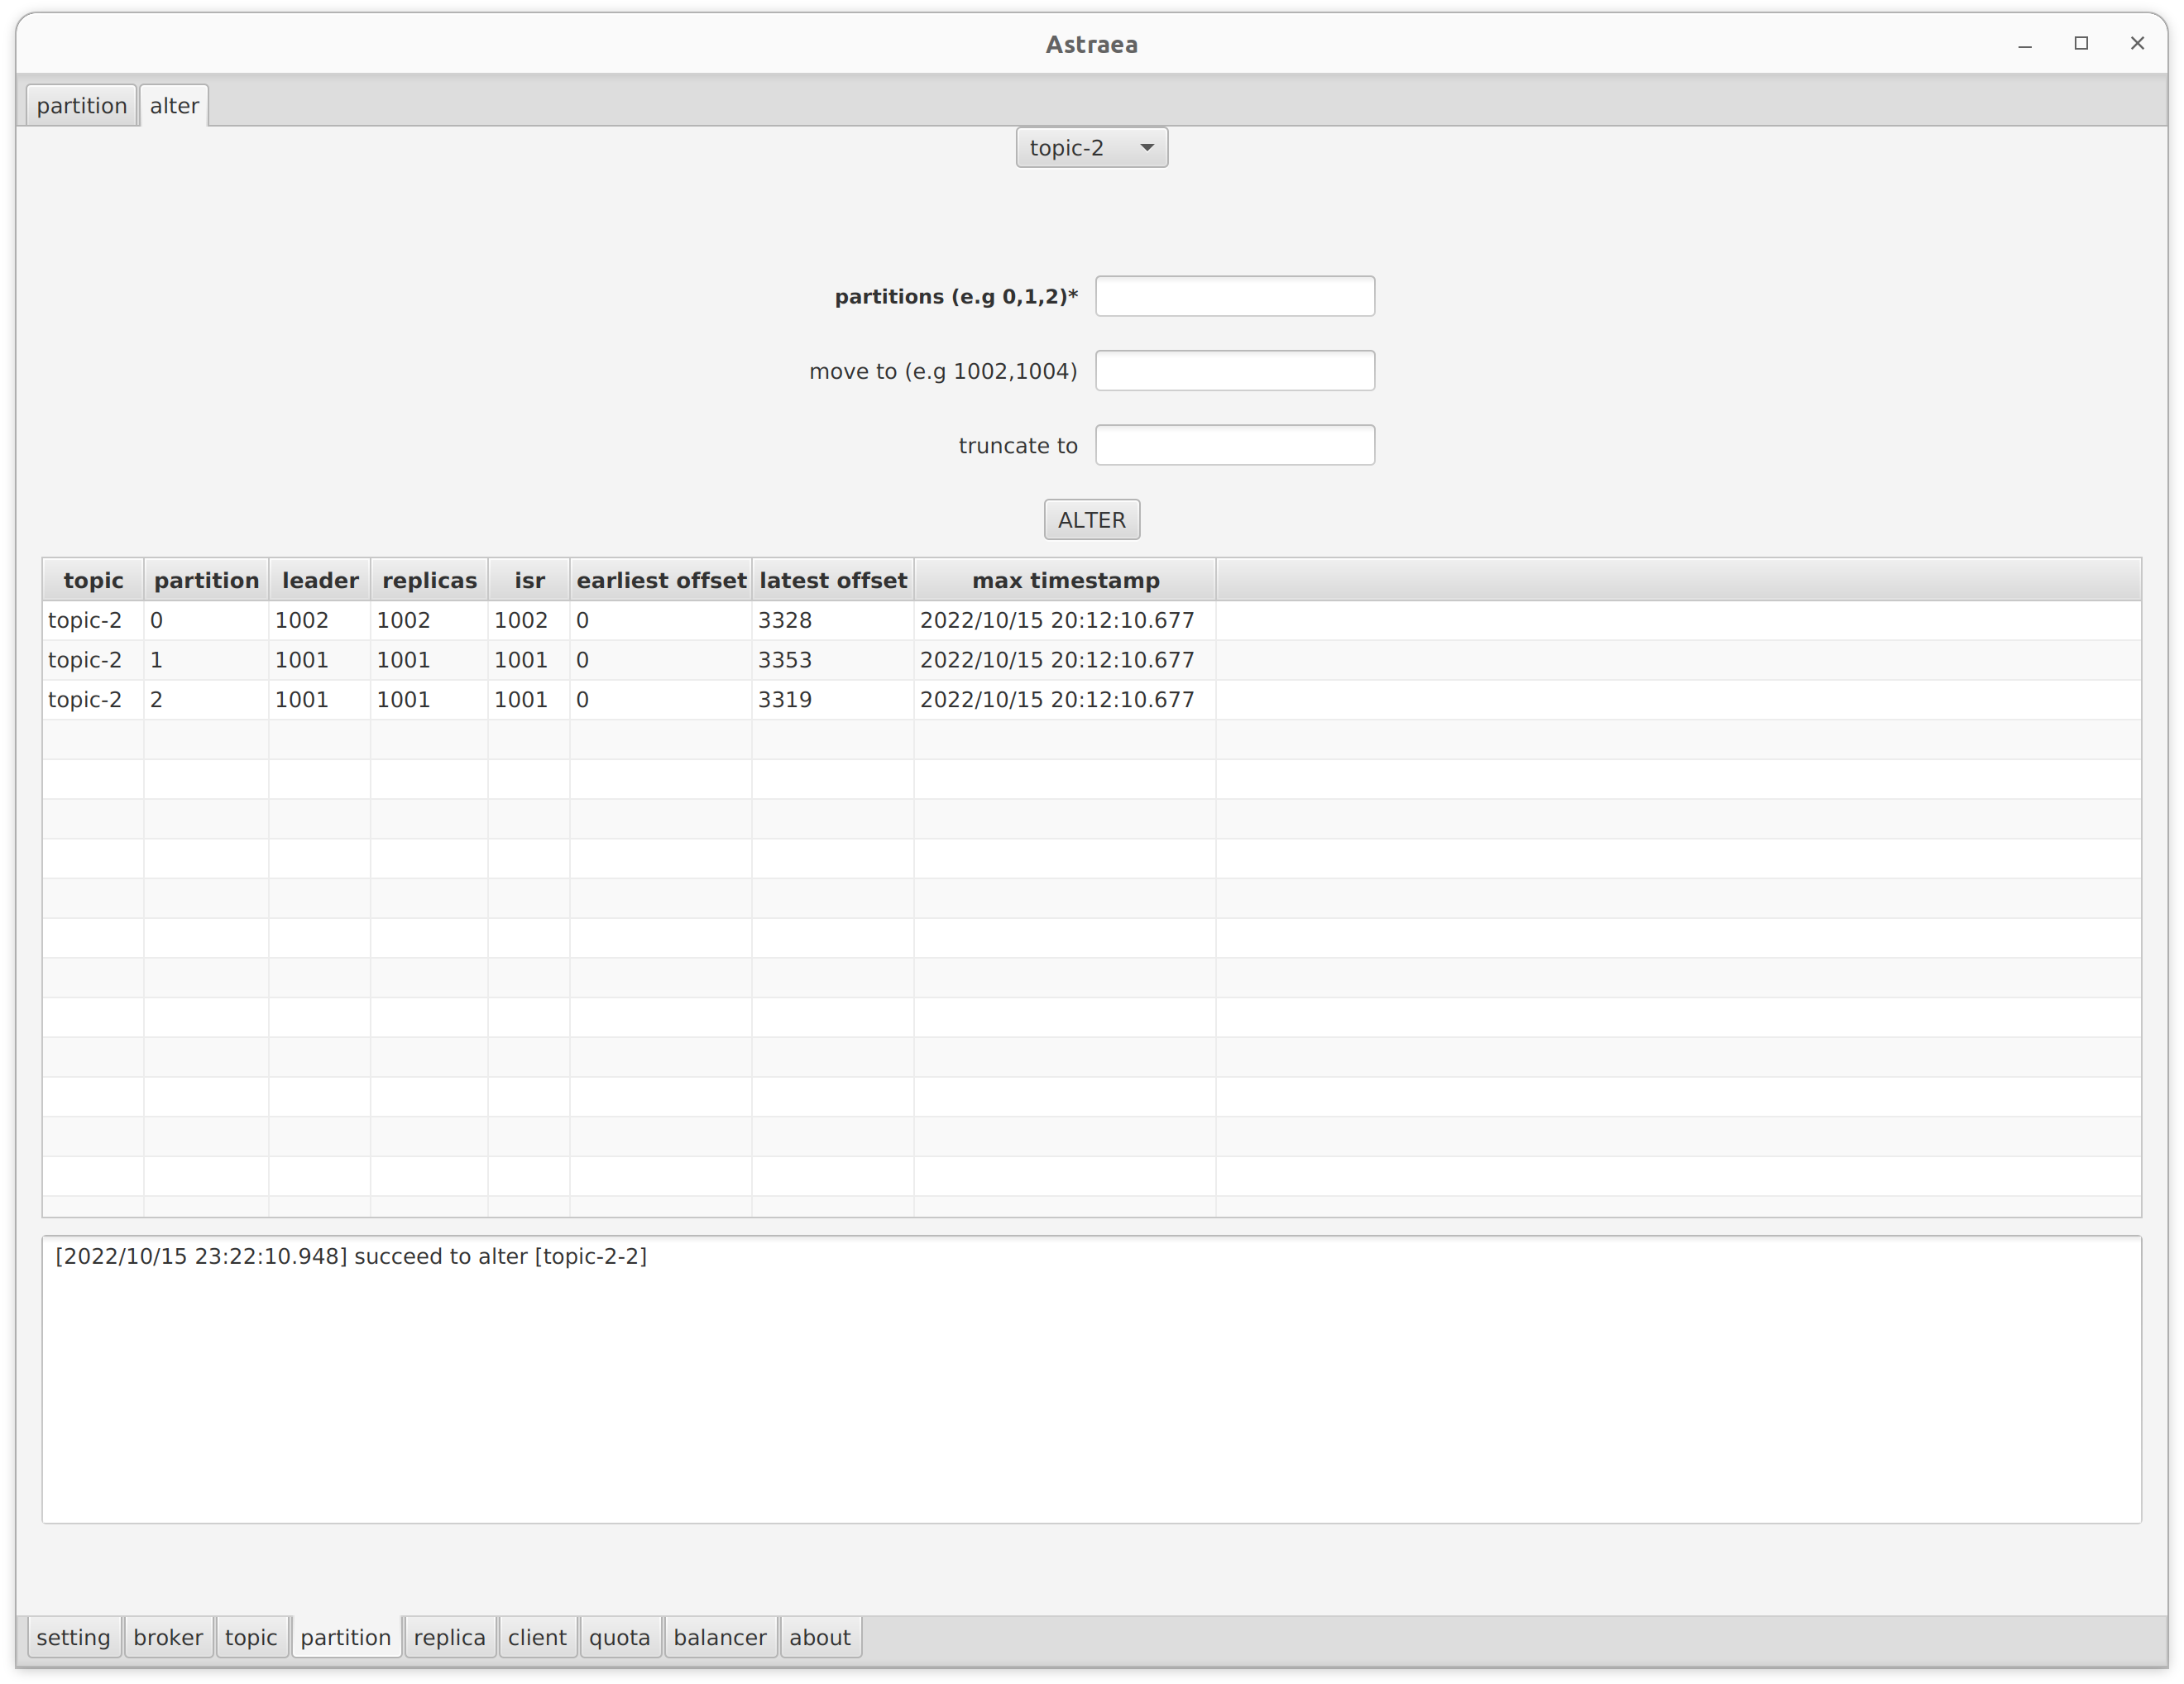 Astraea
partition alter
topic-2
partitions (e.g 0,1,2)*
move to (e.g 1002,1004)
truncate to
ALTER
topic partition leader replicas isr earliest offset latest offset max timestamp
topic-2 0 1002 1002 1002 0 3328 2022/10/15 20:12:10.677
topic-2 1 1001 1001 1001 0 3353 2022/10/15 20:12:10.677
topic-2 2 1001 1001 1001 0 3319 2022/10/15 20:12:10.677
[2022/10/15 23:22:10.948] succeed to alter [topic-2-2]
setting broker topic partition replica client quota balancer about